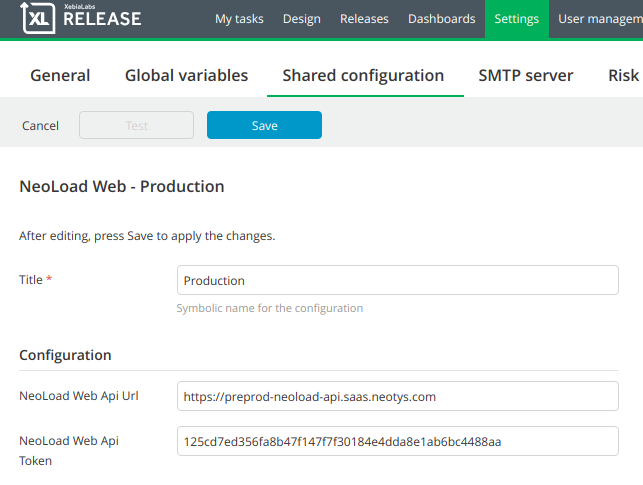 XL XebiaLabs RELEASE My tasks Design Releases Dashboards Settings User managem
General Global variables Shared configuration SMTP server Risk
Cancel Test Save
NeoLoad Web - Production
After editing, press Save to apply the changes.
Title * Production
Symbolic name for the configuration
Configuration
NeoLoad Web Api Url https://preprod-neoload-api.saas.neotys.com
NeoLoad Web Api Token 125cd7ed356fa8b47f147f7f30184e4dda8e1ab6bc4488aa